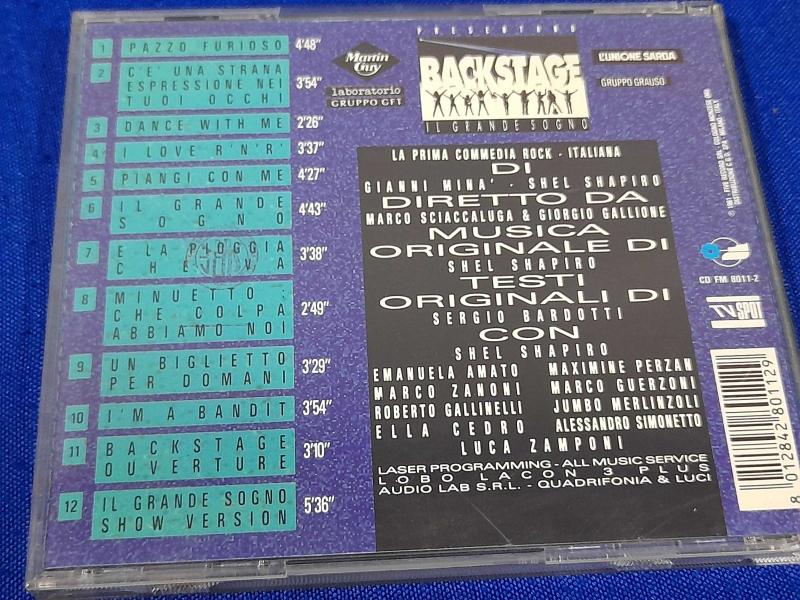 1 PAZZO FURIOSO 4'48"
2 C'E' UNA STRANA
ESPRESSIONE NEI 3'54"
TUOI OCCHI
3 DANCE WITH ME 2'26"
4 I LOVE R'N'R' 3'37"
5 PIANGI CON ME 4'27"
6 IL GRANDE
SOGNO 4'43"
7 E LA PIOGGIA
CHE VA 3'38"
8 MINUETTO:
CHE COLPA 2'49"
ABBIAMO NOI
9 UN BIGLIETTO
PER DOMANI 3'29"
10 I'M A BANDIT 3'54"
11 BACKSTAGE
OUVERTURE 3'10"
12 IL GRANDE SOGNO
SHOW VERSION 5'36"
Martin
Guy
laboratorio
GRUPPO GFT
PRESENTANO
BACKSTAGE
IL GRANDE SOGNO
L'UNIONE SARDA
GRUPPO GRAUSO
LA PRIMA COMMEDIA ROCK - ITALIANA
DI
GIANNI MINA' - SHEL SHAPIRO
DIRETTO DA
MARCO SCIACCALUGA & GIORGIO GALLIONE
MUSICA
ORIGINALE DI
SHEL SHAPIRO
TESTI
ORIGINALI DI
SERGIO BARDOTTI
CON
SHEL SHAPIRO
EMANUELA AMATO MAXIMINE PERZAN
MARCO ZANONI MARCO GUERZONI
ROBERTO GALLINELLI JUMBO MERLINZOLI
ELLA CEDRO ALESSANDRO SIMONETTO
LUCA ZAMPONI
LASER PROGRAMMING - ALL MUSIC SERVICE
LOBO LACON 3 PLUS
AUDIO LAB S.R.L. - QUADRIFONIA & LUCI
CD FM 8011-2
TV SPOT
8 012842 801129